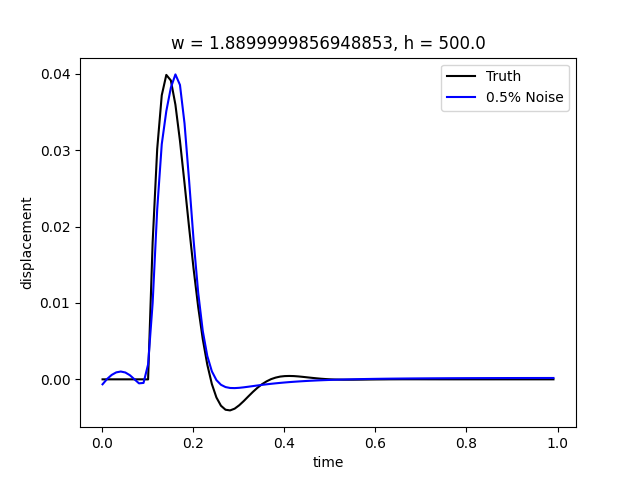 w = 1.8899999856948853, h = 500.0
Truth
0.5% Noise
displacement
0.04
0.03
0.02
0.01
0.00
0.0 0.2 0.4 0.6 0.8 1.0
time